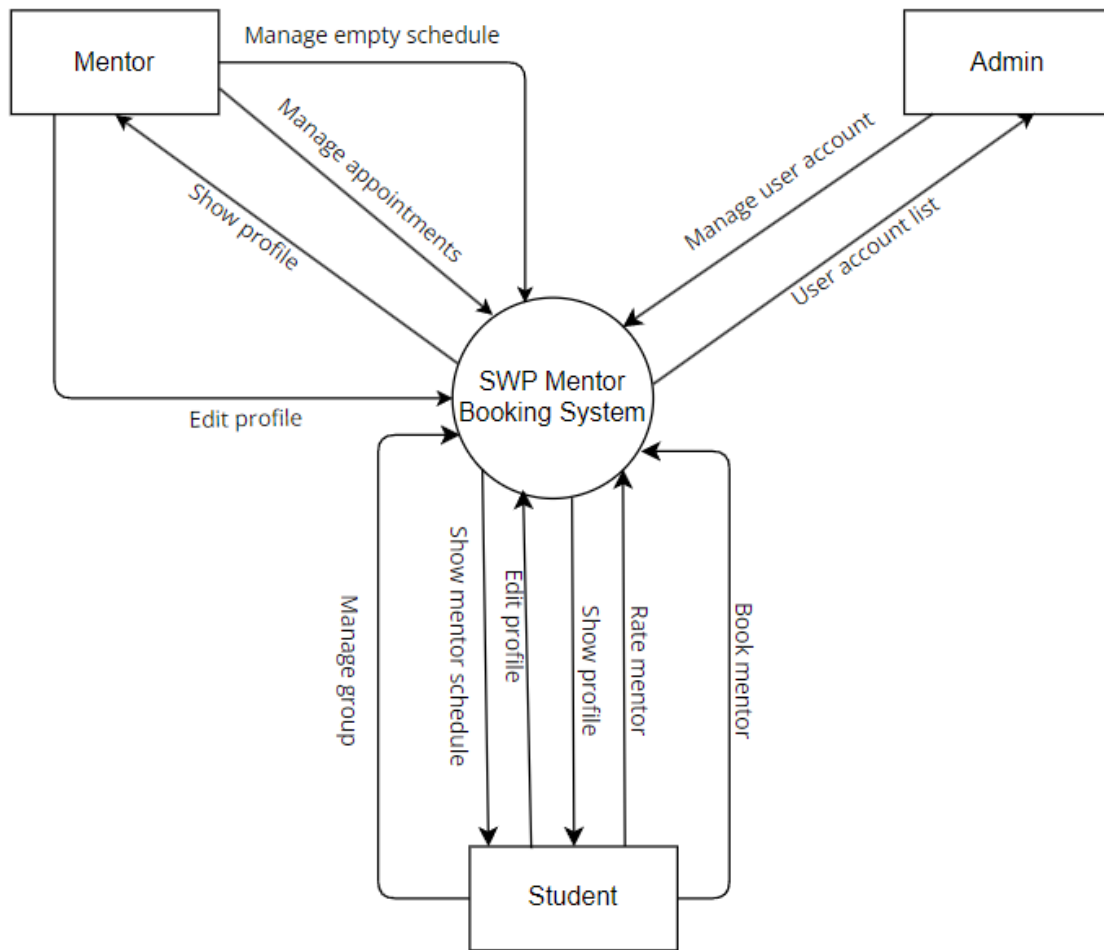 Manage empty schedule
Mentor
Admin
Manage appointments
Manage user account
Show profile
User account list
SWP Mentor
Booking System
Edit profile
Manage group
Show mentor schedule
Edit profile
Show profile
Rate mentor
Book mentor
Student